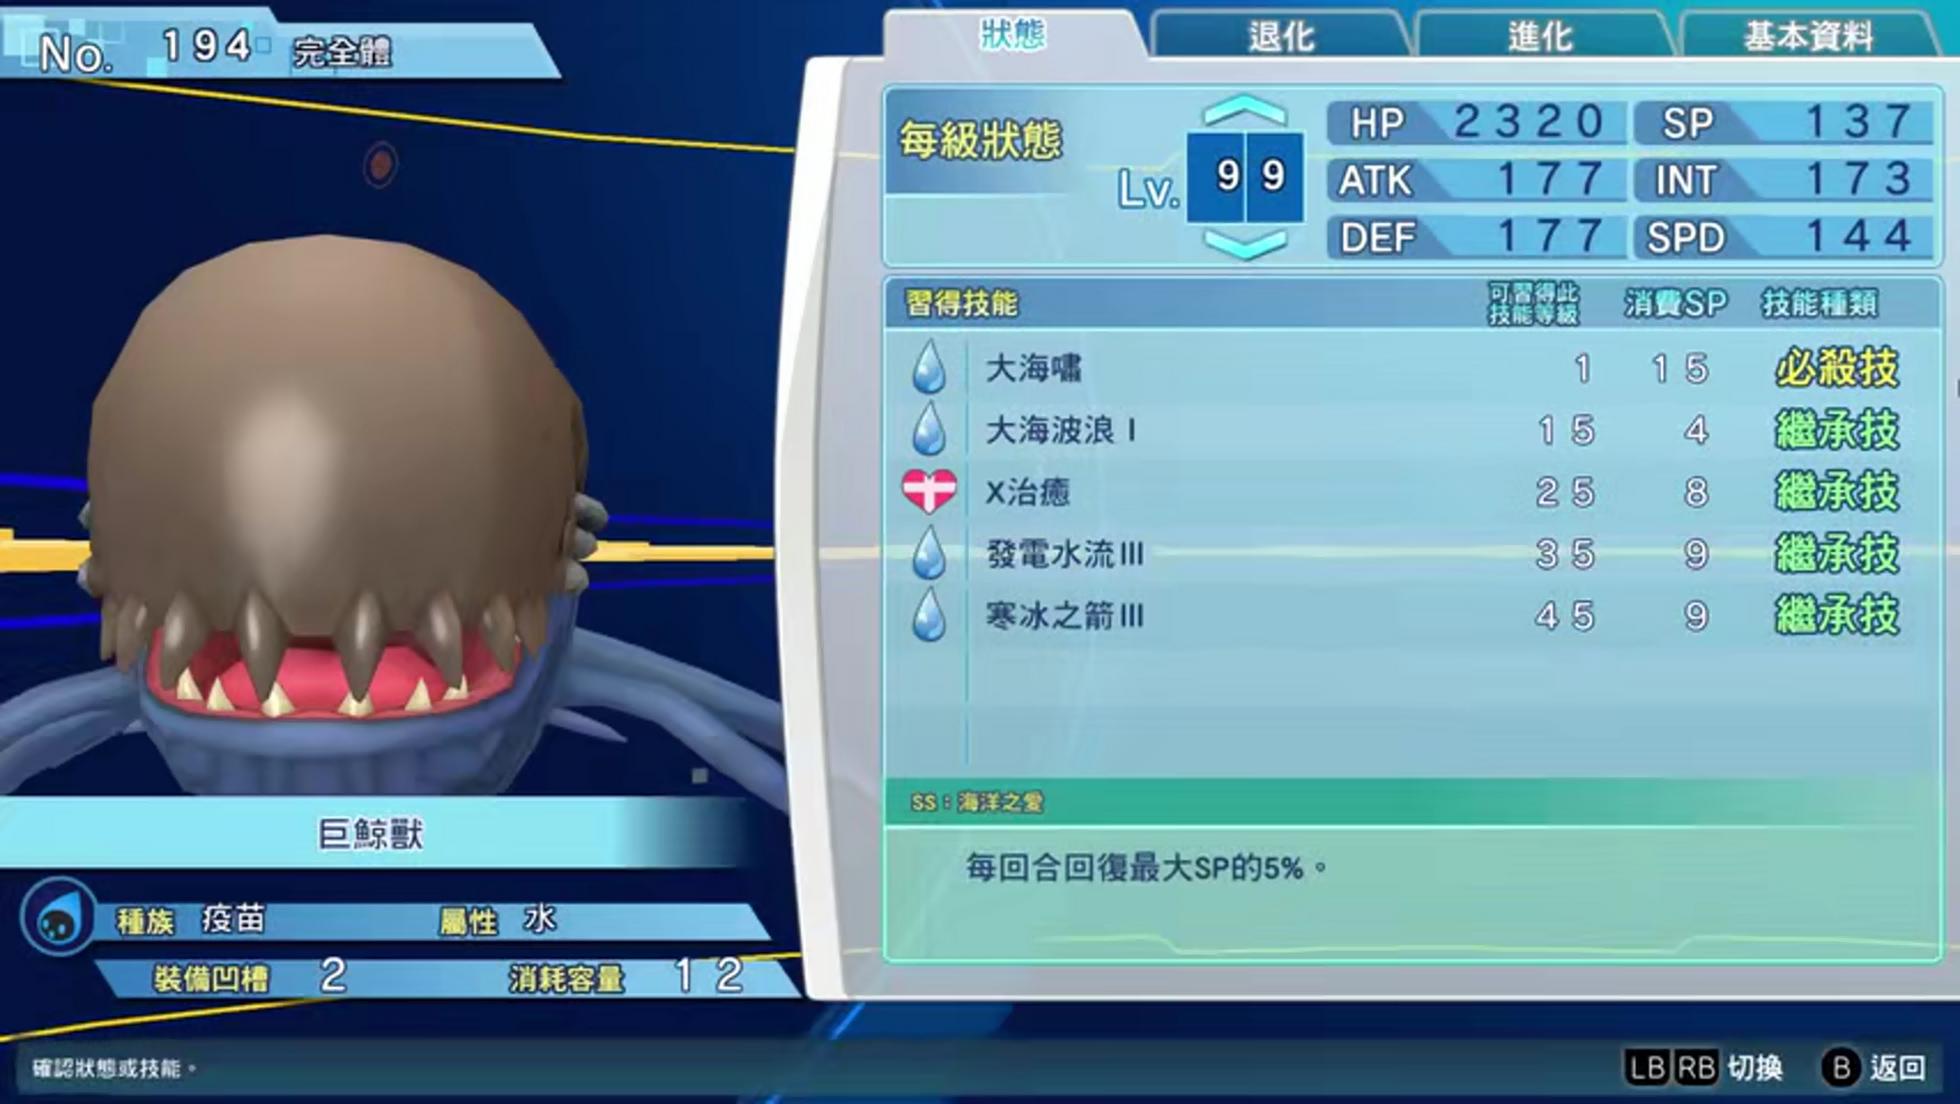 No. 194 完全體
狀態 退化 進化 基本資料
每級狀態
Lv. 99
HP 2320 SP 137
ATK 177 INT 173
DEF 177 SPD 144
習得技能 可習得此技能等級 消費SP 技能種類
大海嘯 1 15 必殺技
大海波浪 I 15 4 繼承技
X治癒 25 8 繼承技
發電水流III 35 9 繼承技
寒冰之箭III 45 9 繼承技
SS：海洋之愛
每回合回復最大SP的5%。
巨鯨獸
種族 疫苗 屬性 水
裝備凹槽 2 消耗容量 12
確認狀態或技能。
LB RB 切換 B 返回